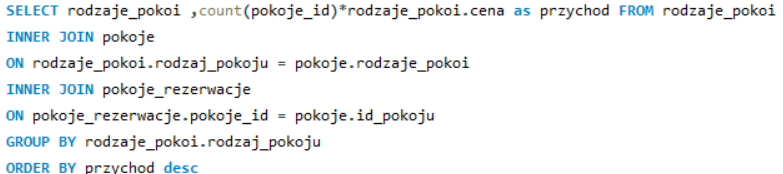 SELECT rodzaje_pokoi ,count(pokoje_id)*rodzaje_pokoi.cena as przychod FROM rodzaje_pokoi
INNER JOIN pokoje
ON rodzaje_pokoi.rodzaj_pokoju = pokoje.rodzaje_pokoi
INNER JOIN pokoje_rezerwacje
ON pokoje_rezerwacje.pokoje_id = pokoje.id_pokoju
GROUP BY rodzaje_pokoi.rodzaj_pokoju
ORDER BY przychod desc